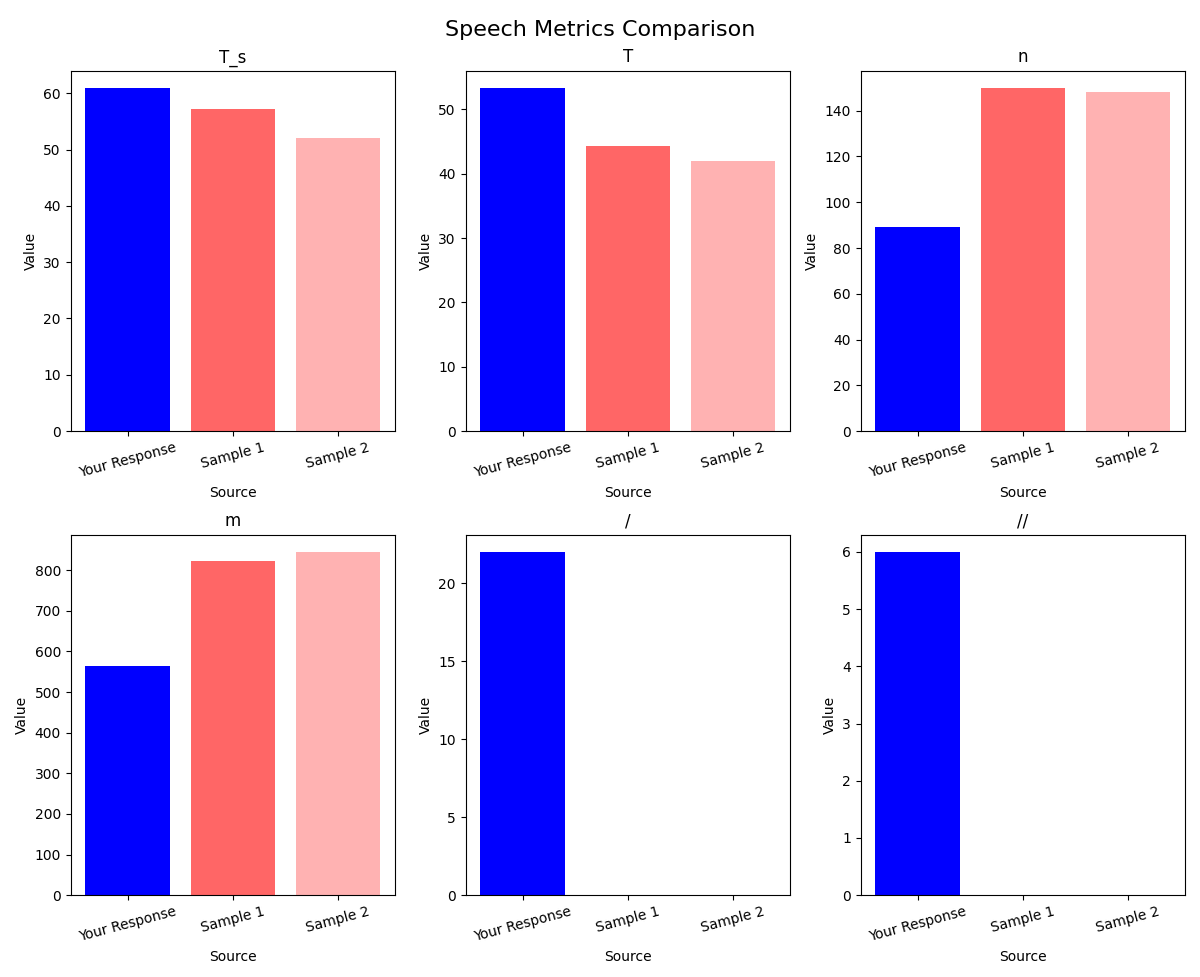 Speech Metrics Comparison
T_s
T
n
60
50
40
30
20
10
0
Value
Your Response
Sample 1
Sample 2
Source
50
40
30
20
10
0
Value
Your Response
Sample 1
Sample 2
Source
140
120
100
80
60
40
20
0
Value
Your Response
Sample 1
Sample 2
Source
m
/
//
800
700
600
500
400
300
200
100
0
Value
Your Response
Sample 1
Sample 2
Source
20
15
10
5
0
Value
Your Response
Sample 1
Sample 2
Source
6
5
4
3
2
1
0
Value
Your Response
Sample 1
Sample 2
Source